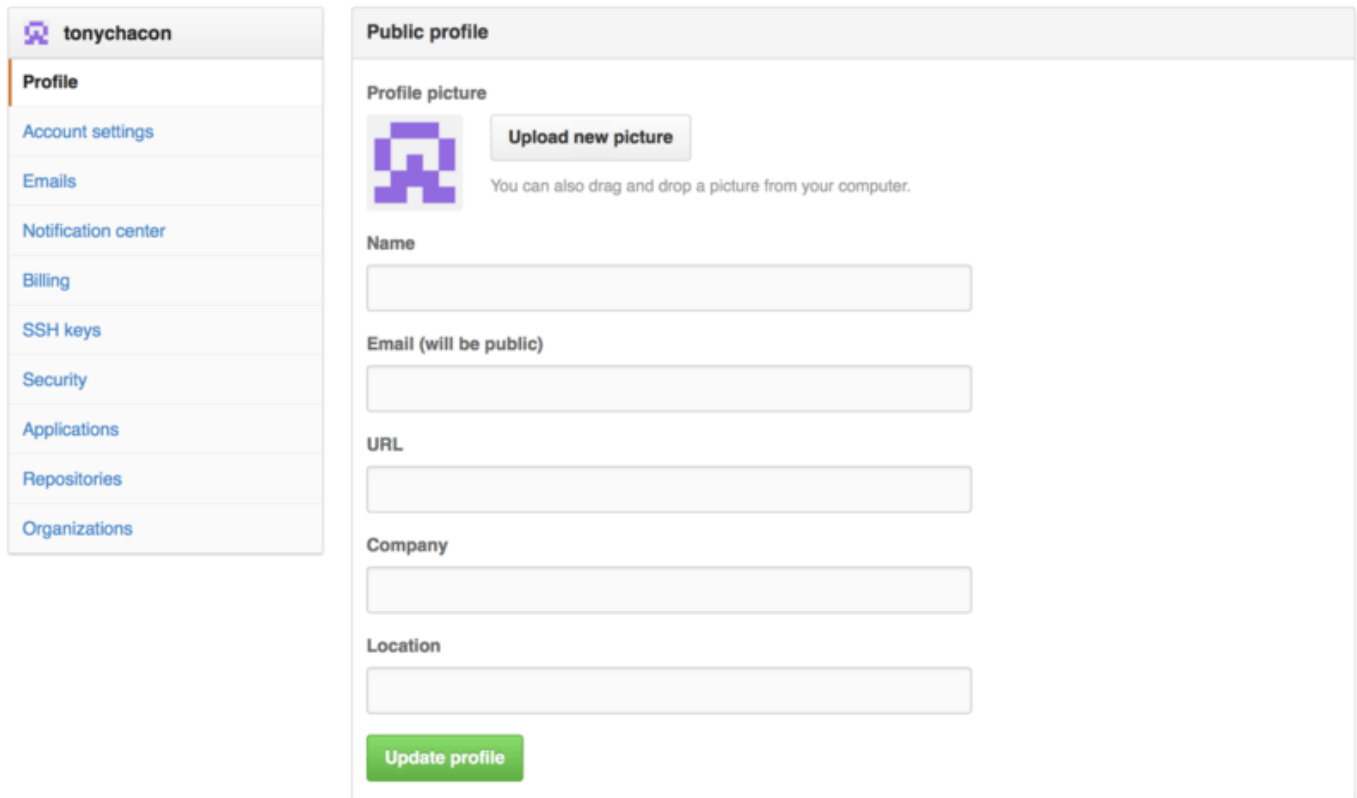 tonychacon
Profile
Account settings
Emails
Notification center
Billing
SSH keys
Security
Applications
Repositories
Organizations
Public profile
Profile picture
Upload new picture
You can also drag and drop a picture from your computer.
Name
Email (will be public)
URL
Company
Location
Update profile